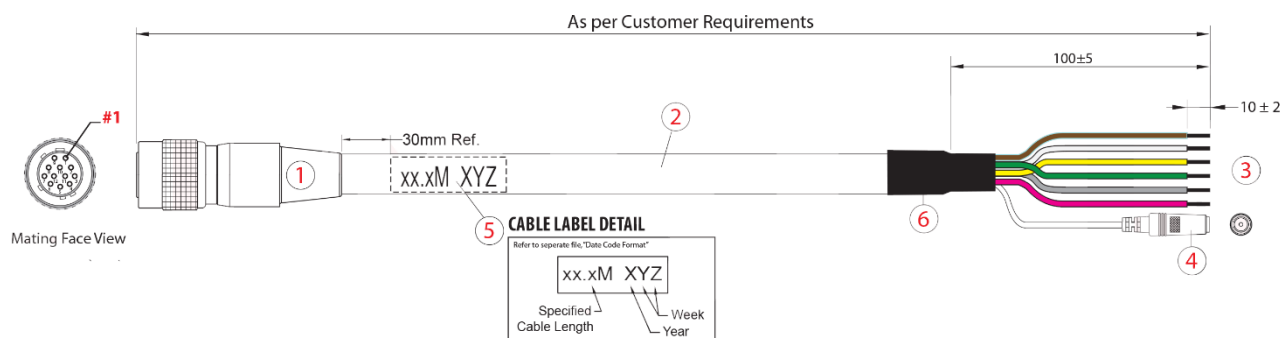 As per Customer Requirements
100±5
10 ± 2
#1
30mm Ref.
2
1
xx.xM XYZ
3
5
6
4
Mating Face View
CABLE LABEL DETAIL
Refer to seperate file,"Date Code Format"
xx.xM XYZ
Specified
Cable Length
Week
Year